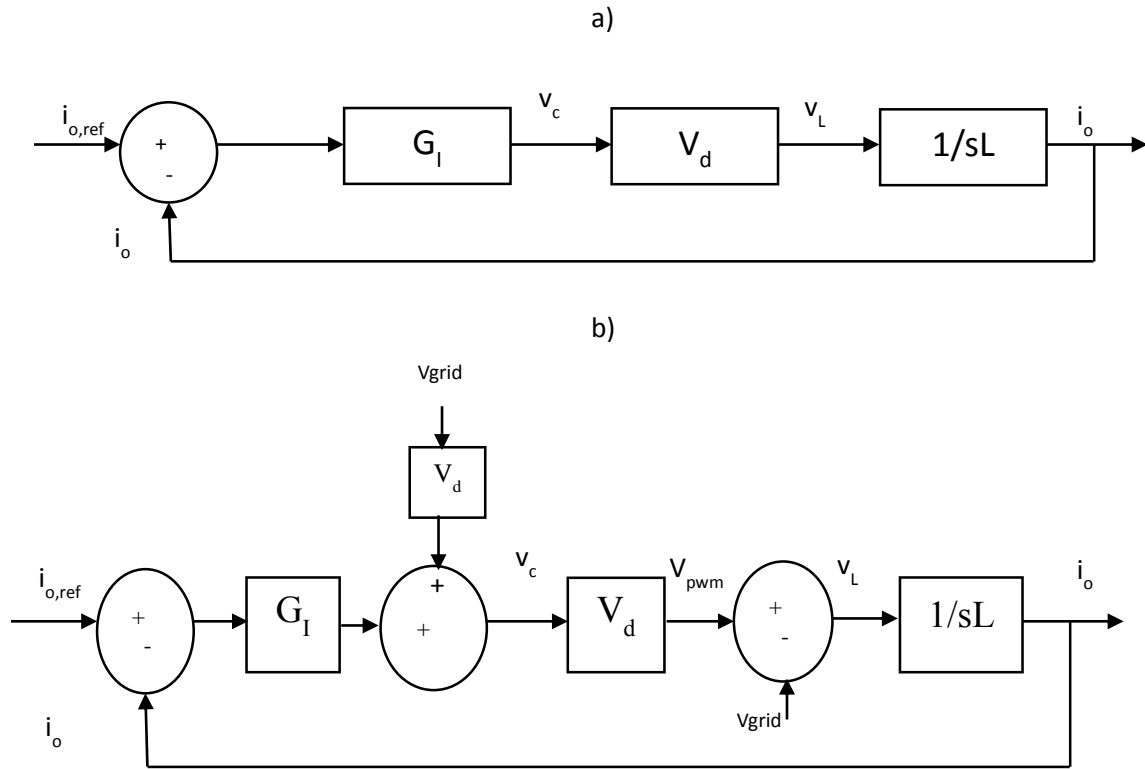 a)
i_o,ref
+
-
G_I
v_c
V_d
v_L
1/sL
i_o
i_o
b)
Vgrid
V_d
i_o,ref
+
-
G_I
+
+
v_c
V_d
V_pwm
+
-
Vgrid
v_L
1/sL
i_o
i_o